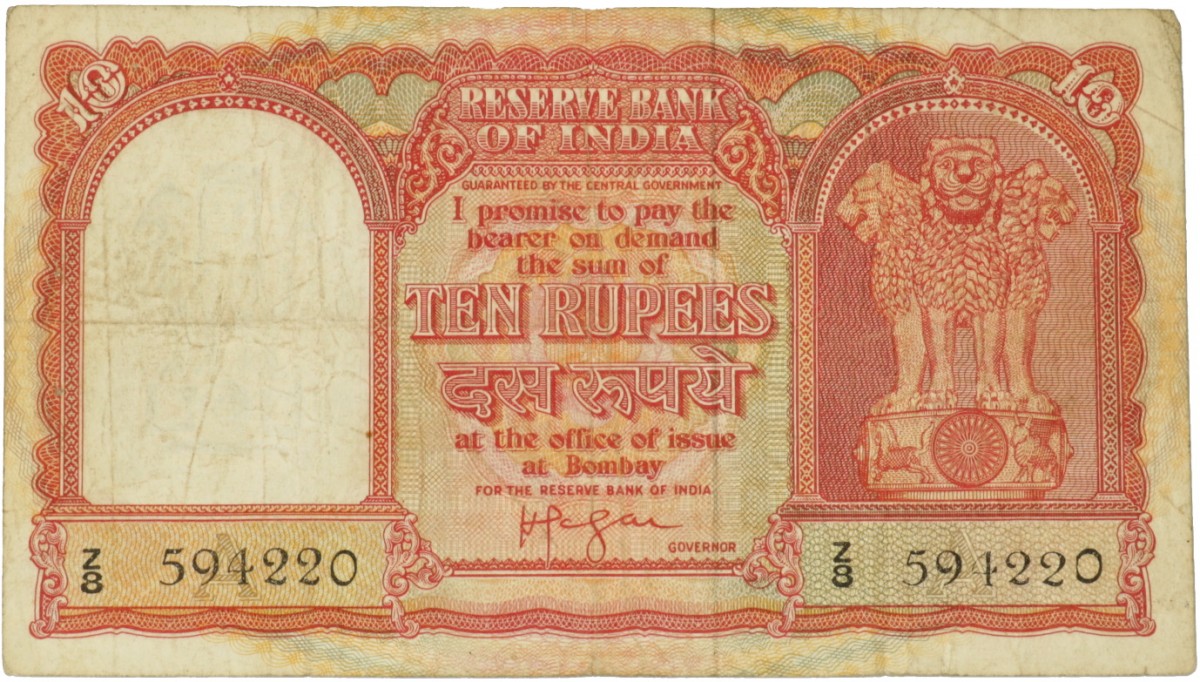 10
10
RESERVE BANK
OF INDIA
GUARANTEED BY THE CENTRAL GOVERNMENT
I promise to pay the
bearer on demand
the sum of
TEN RUPEES
दस रूपये
at the office of issue
at Bombay
FOR THE RESERVE BANK OF INDIA
GOVERNOR
Z/8 594220
A
Z/8 594220
A